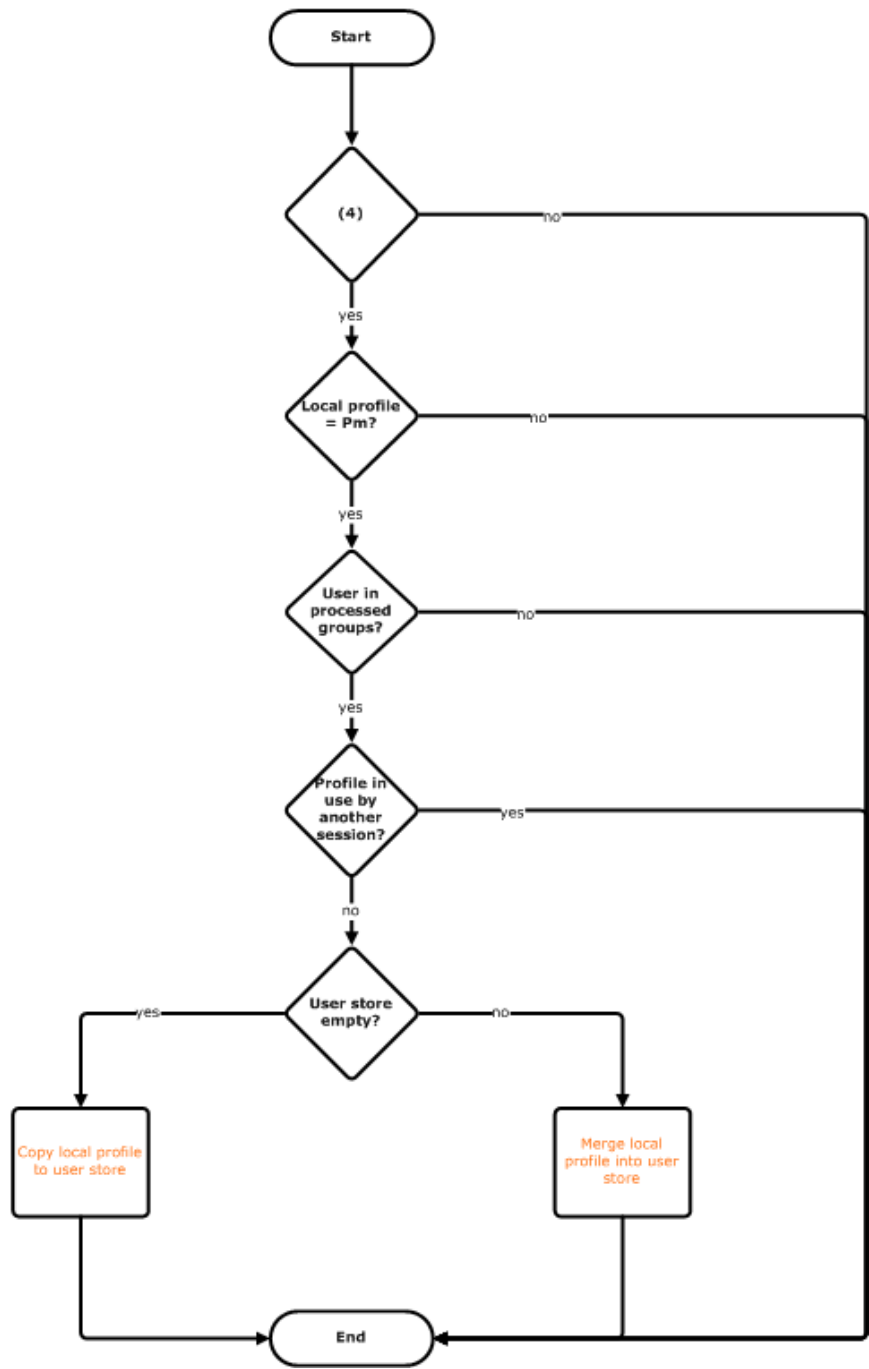 Start
(4)
no
yes
Local profile
= Pm?
no
yes
User in
processed
groups?
no
yes
Profile in
use by
another
session?
yes
no
User store
empty?
yes
no
Copy local profile
to user store
Merge local
profile into user
store
End